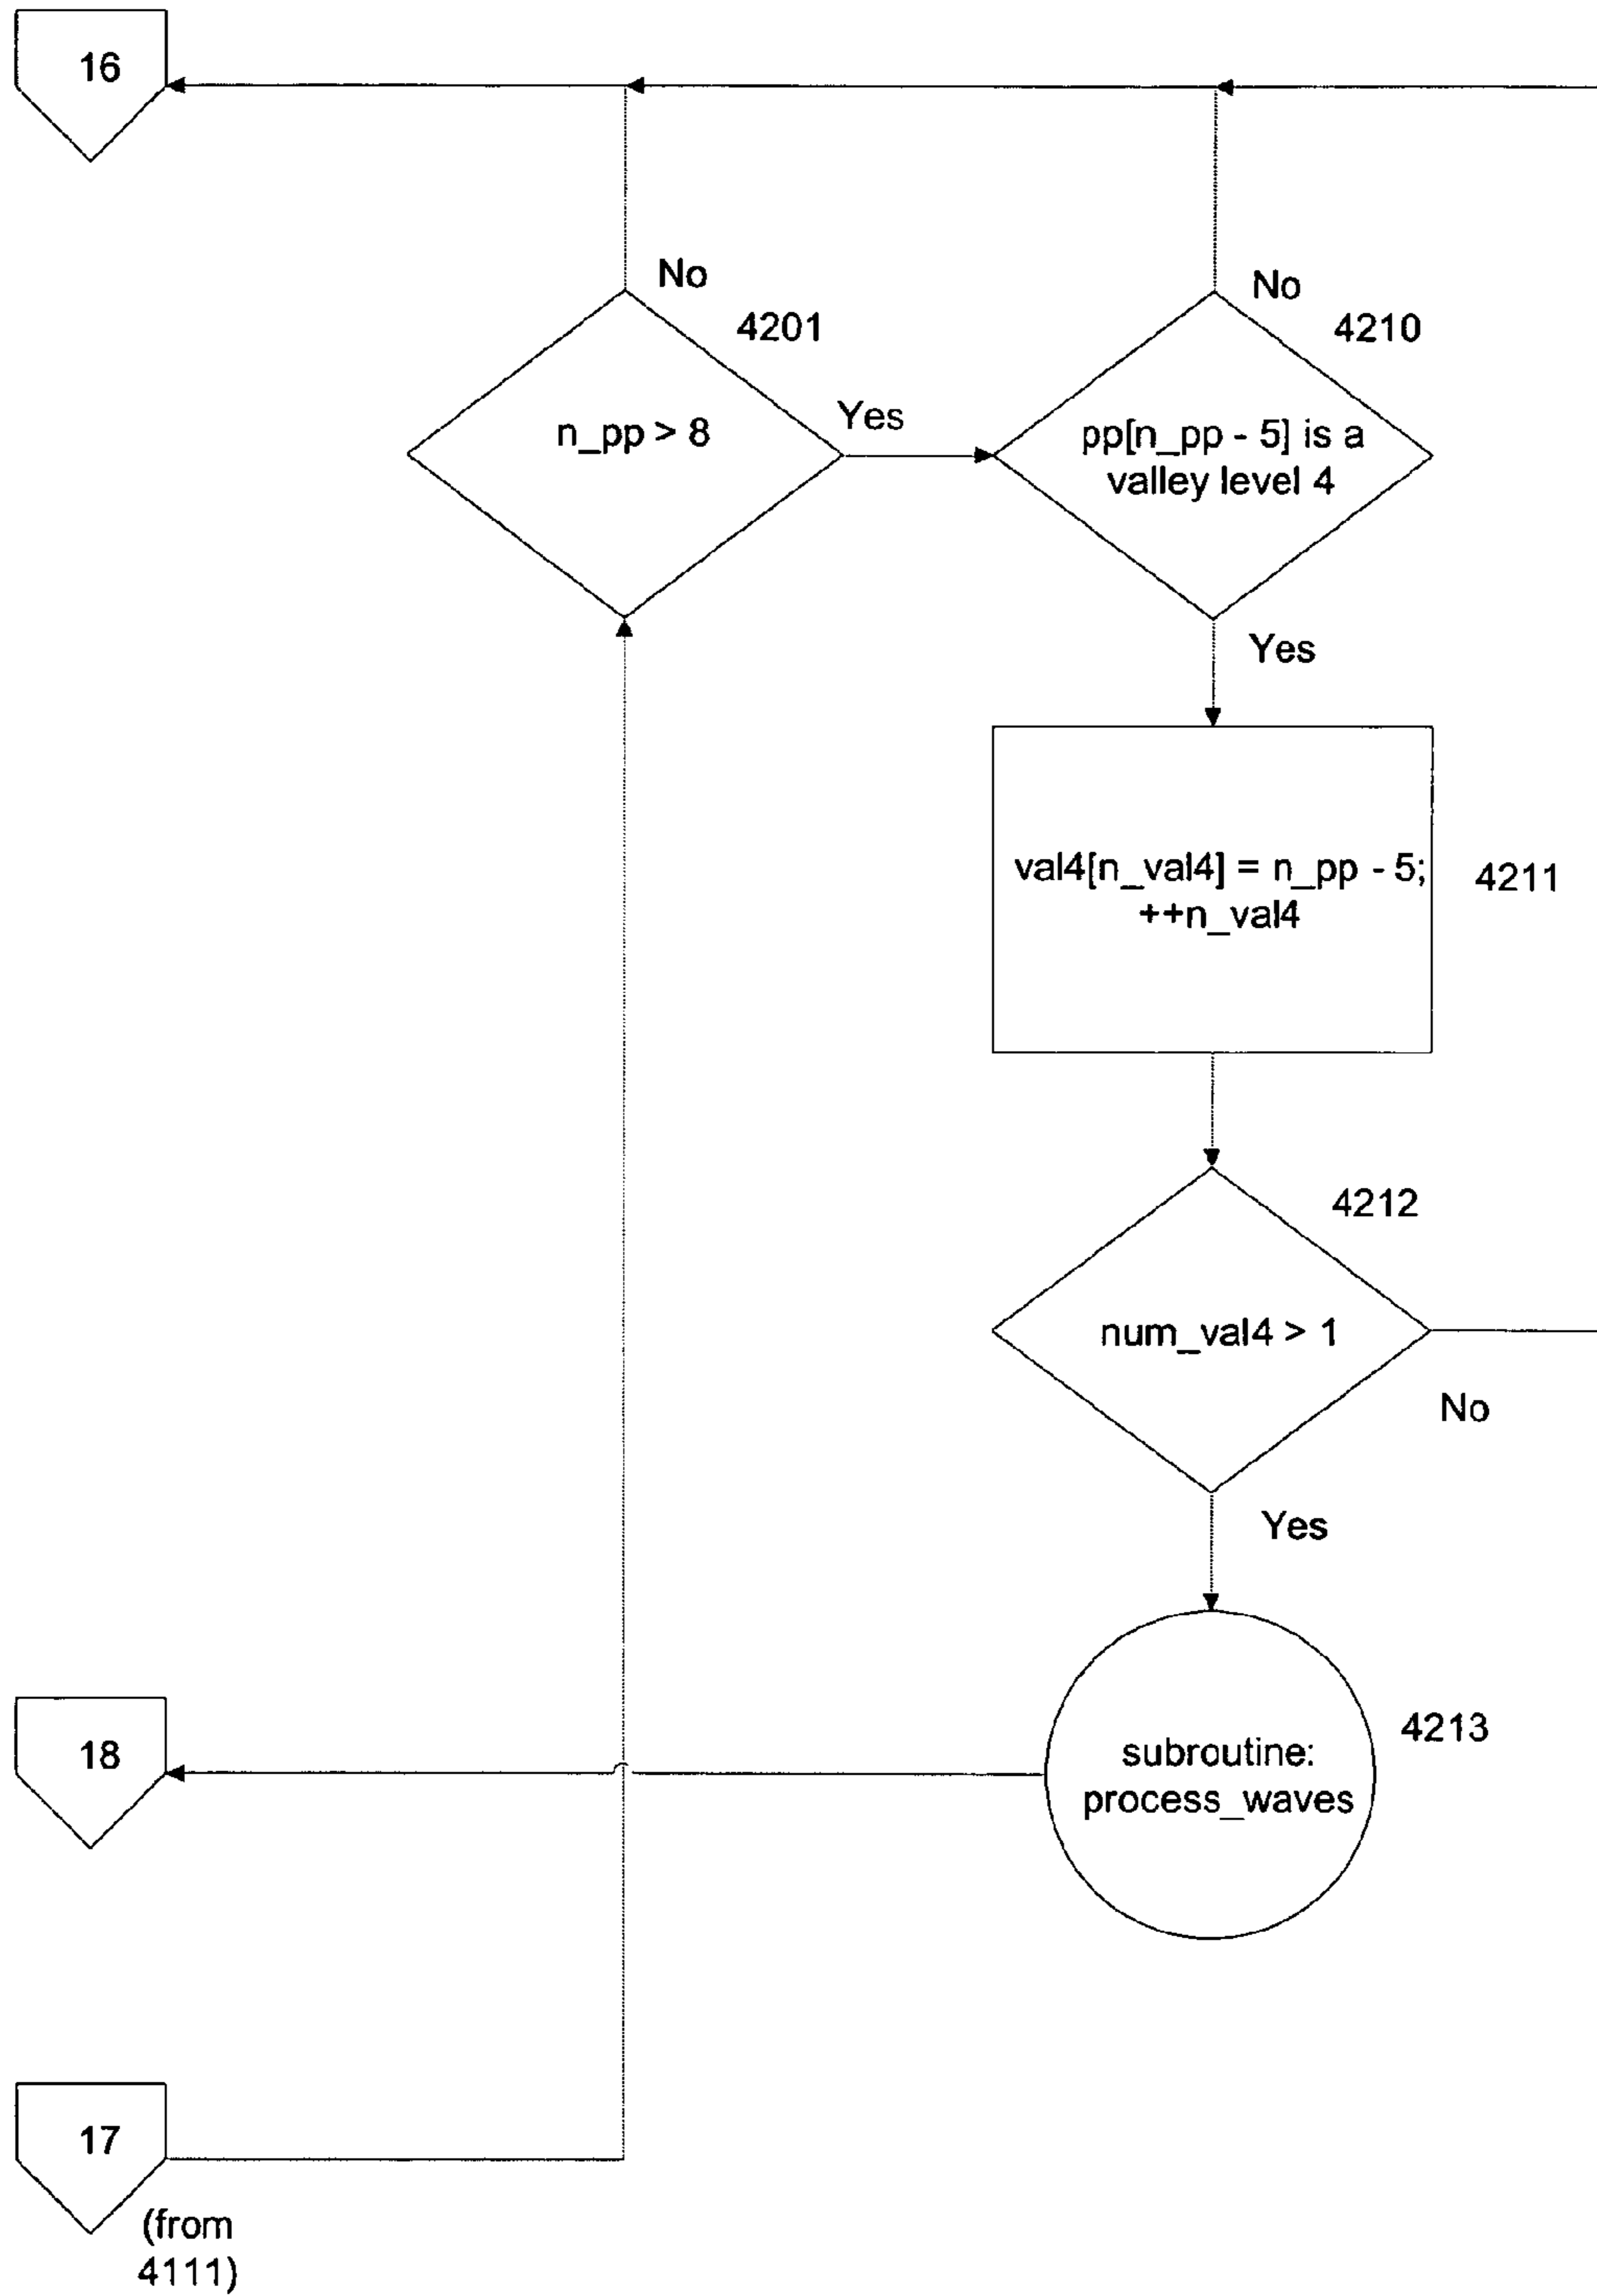 16
No
4201
n_pp > 8
Yes
No
4210
pp[n_pp - 5] is a
valley level 4
Yes
val4[n_val4] = n_pp - 5;
++n_val4
4211
4212
num_val4 > 1
No
Yes
18
4213
subroutine:
process_waves
17
(from
4111)